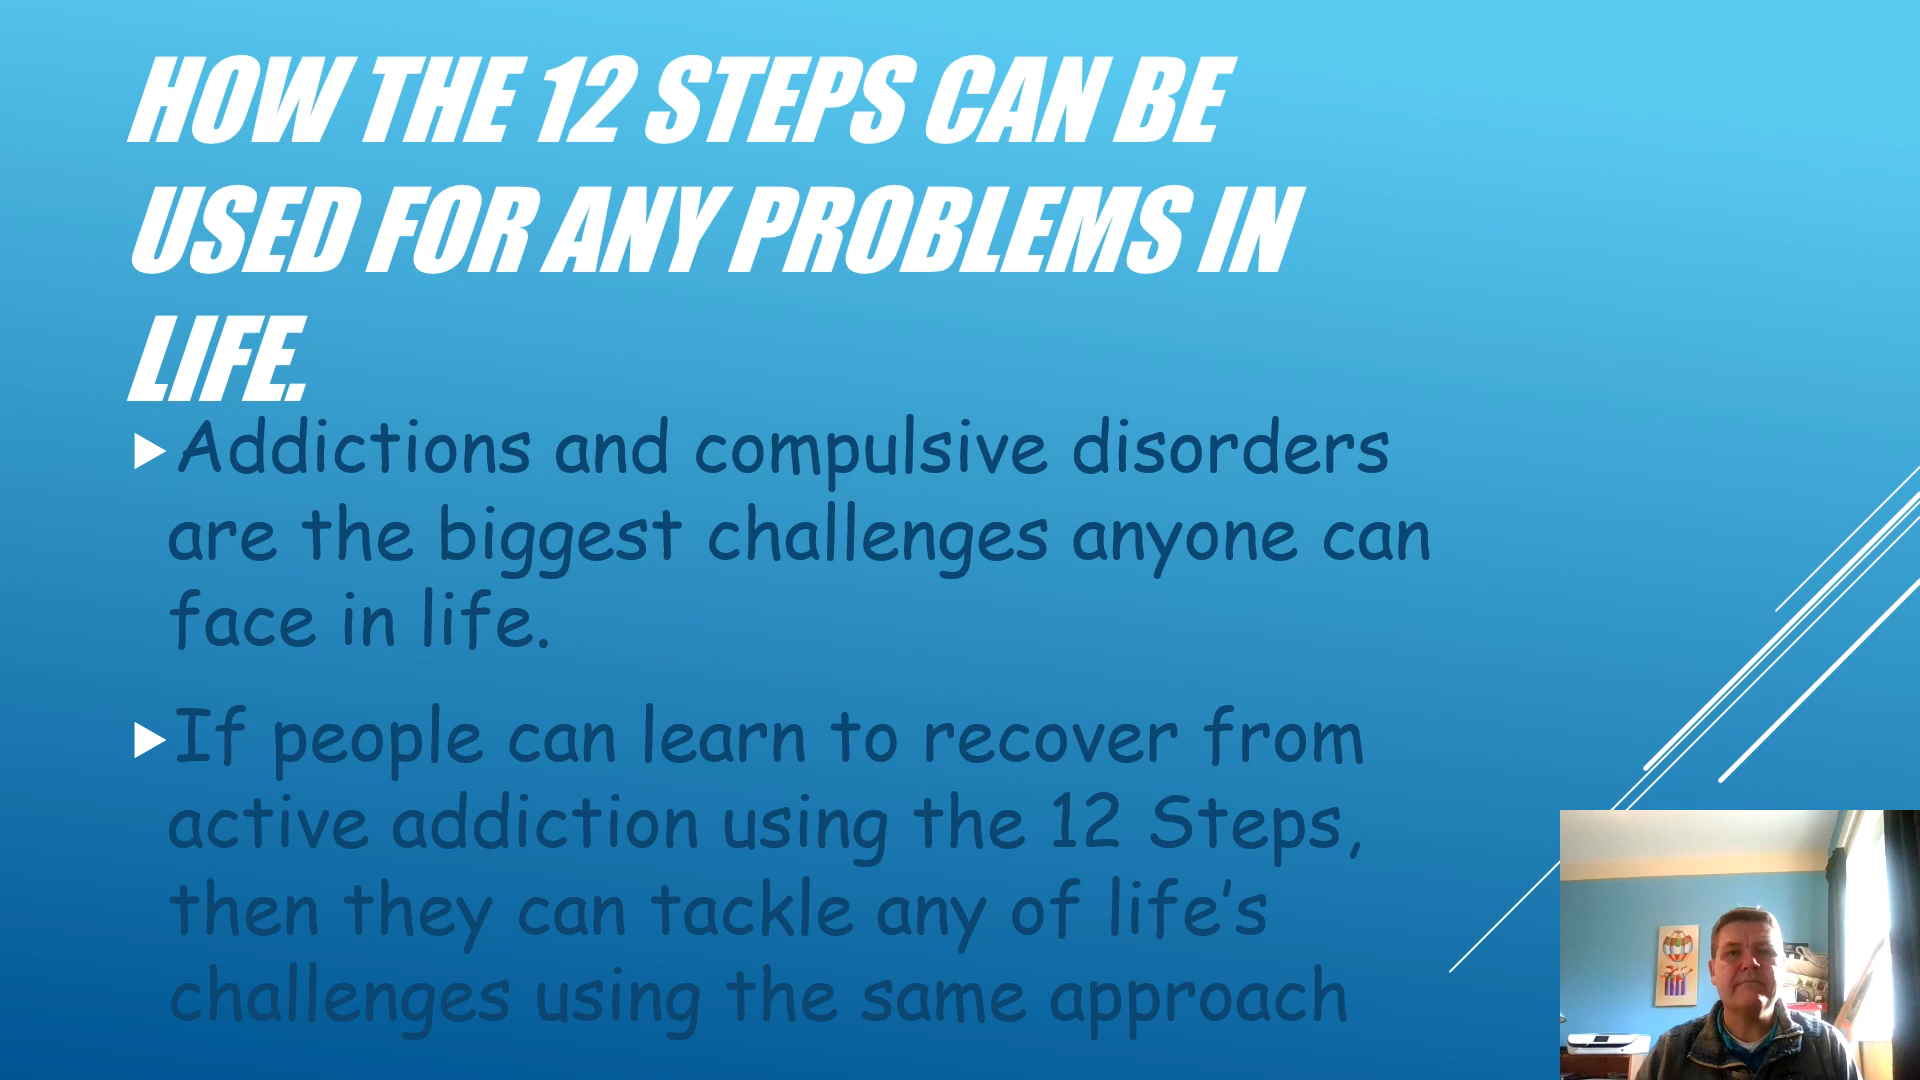 HOW THE 12 STEPS CAN BE
USED FOR ANY PROBLEMS IN
LIFE.
Addictions and compulsive disorders
are the biggest challenges anyone can
face in life.
If people can learn to recover from
active addiction using the 12 Steps,
then they can tackle any of life’s
challenges using the same approach